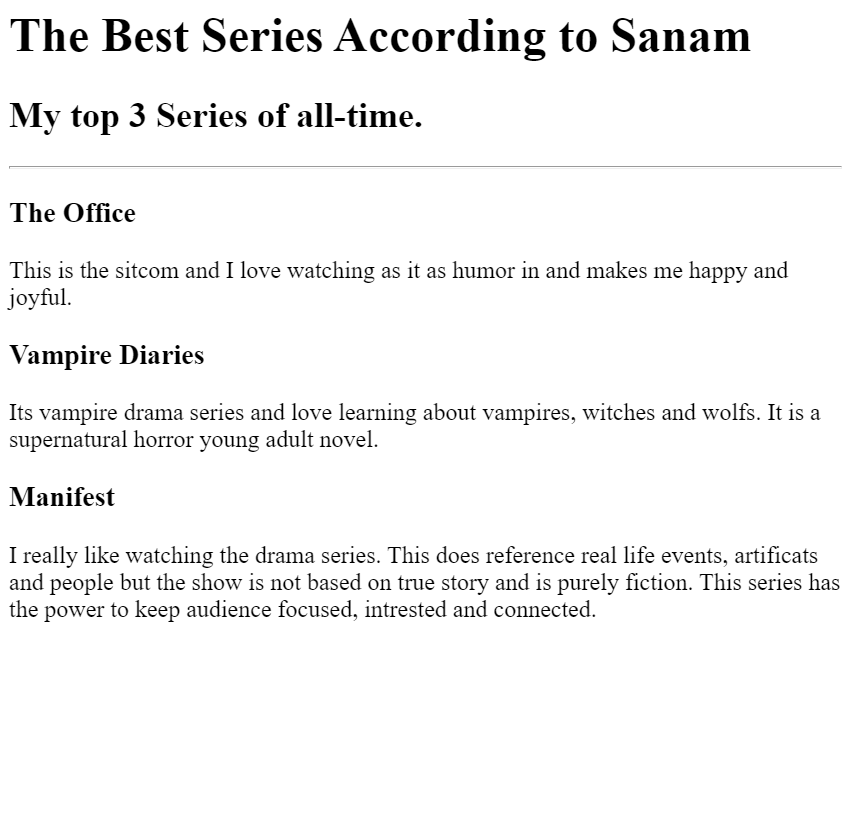 The Best Series According to Sanam
My top 3 Series of all-time.
The Office
This is the sitcom and I love watching as it as humor in and makes me happy and
joyful.
Vampire Diaries
Its vampire drama series and love learning about vampires, witches and wolfs. It is a
supernatural horror young adult novel.
Manifest
I really like watching the drama series. This does reference real life events, artificats
and people but the show is not based on true story and is purely fiction. This series has
the power to keep audience focused, intrested and connected.